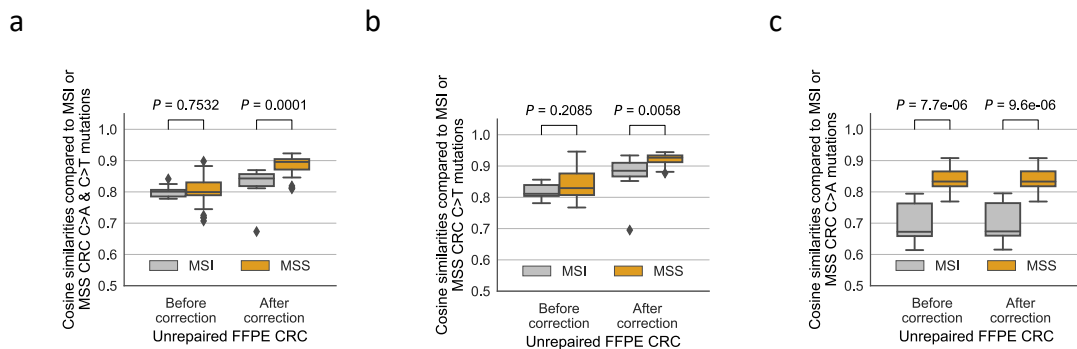 a
Cosine similarities compared to MSI or
MSS CRC C>A & C>T mutations
P = 0.7532 P = 0.0001
1.0
0.9
0.8
0.7
0.6
0.5
MSI MSS
Before correction After correction
Unrepaired FFPE CRC
b
Cosine similarities compared to MSI or
MSS CRC C>T mutations
P = 0.2085 P = 0.0058
1.0
0.9
0.8
0.7
0.6
0.5
MSI MSS
Before correction After correction
Unrepaired FFPE CRC
c
Cosine similarities compared to MSI or
MSS CRC C>A mutations
P = 7.7e-06 P = 9.6e-06
1.0
0.9
0.8
0.7
0.6
0.5
MSI MSS
Before correction After correction
Unrepaired FFPE CRC